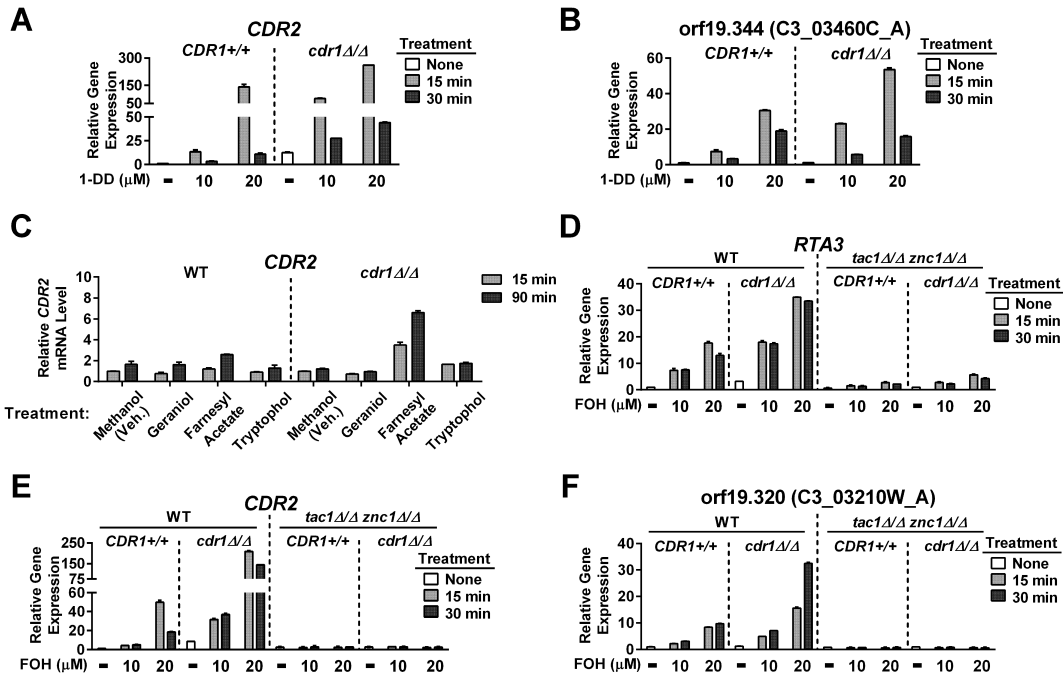 A
CDR2
CDR1+/+ cdr1Δ/Δ
Treatment
None
15 min
30 min
Relative Gene
Expression
300
150
50
50
25
0
1-DD (μM) - 10 20 - 10 20
B
orf19.344 (C3_03460C_A)
CDR1+/+ cdr1Δ/Δ
Treatment
None
15 min
30 min
Relative Gene
Expression
60
40
20
0
1-DD (μM) - 10 20 - 10 20
C
CDR2
WT cdr1Δ/Δ
15 min
90 min
Relative CDR2
mRNA Level
10
8
6
4
2
0
Treatment:
Methanol
(Veh.)
Geraniol
Farnesyl
Acetate
Tryptophol
Methanol
(Veh.)
Geraniol
Farnesyl
Acetate
Tryptophol
D
RTA3
WT tac1Δ/Δ znc1Δ/Δ
CDR1+/+ cdr1Δ/Δ CDR1+/+ cdr1Δ/Δ
Treatment
None
15 min
30 min
Relative Gene
Expression
40
30
20
10
0
FOH (μM) - 10 20 - 10 20 - 10 20 - 10 20
E
CDR2
WT tac1Δ/Δ znc1Δ/Δ
CDR1+/+ cdr1Δ/Δ CDR1+/+ cdr1Δ/Δ
Treatment
None
15 min
30 min
Relative Gene
Expression
250
150
75
60
40
20
0
FOH (μM) - 10 20 - 10 20 - 10 20 - 10 20
F
orf19.320 (C3_03210W_A)
WT tac1Δ/Δ znc1Δ/Δ
CDR1+/+ cdr1Δ/Δ CDR1+/+ cdr1Δ/Δ
Treatment
None
15 min
30 min
Relative Gene
Expression
40
30
20
10
0
FOH (μM) - 10 20 - 10 20 - 10 20 - 10 20